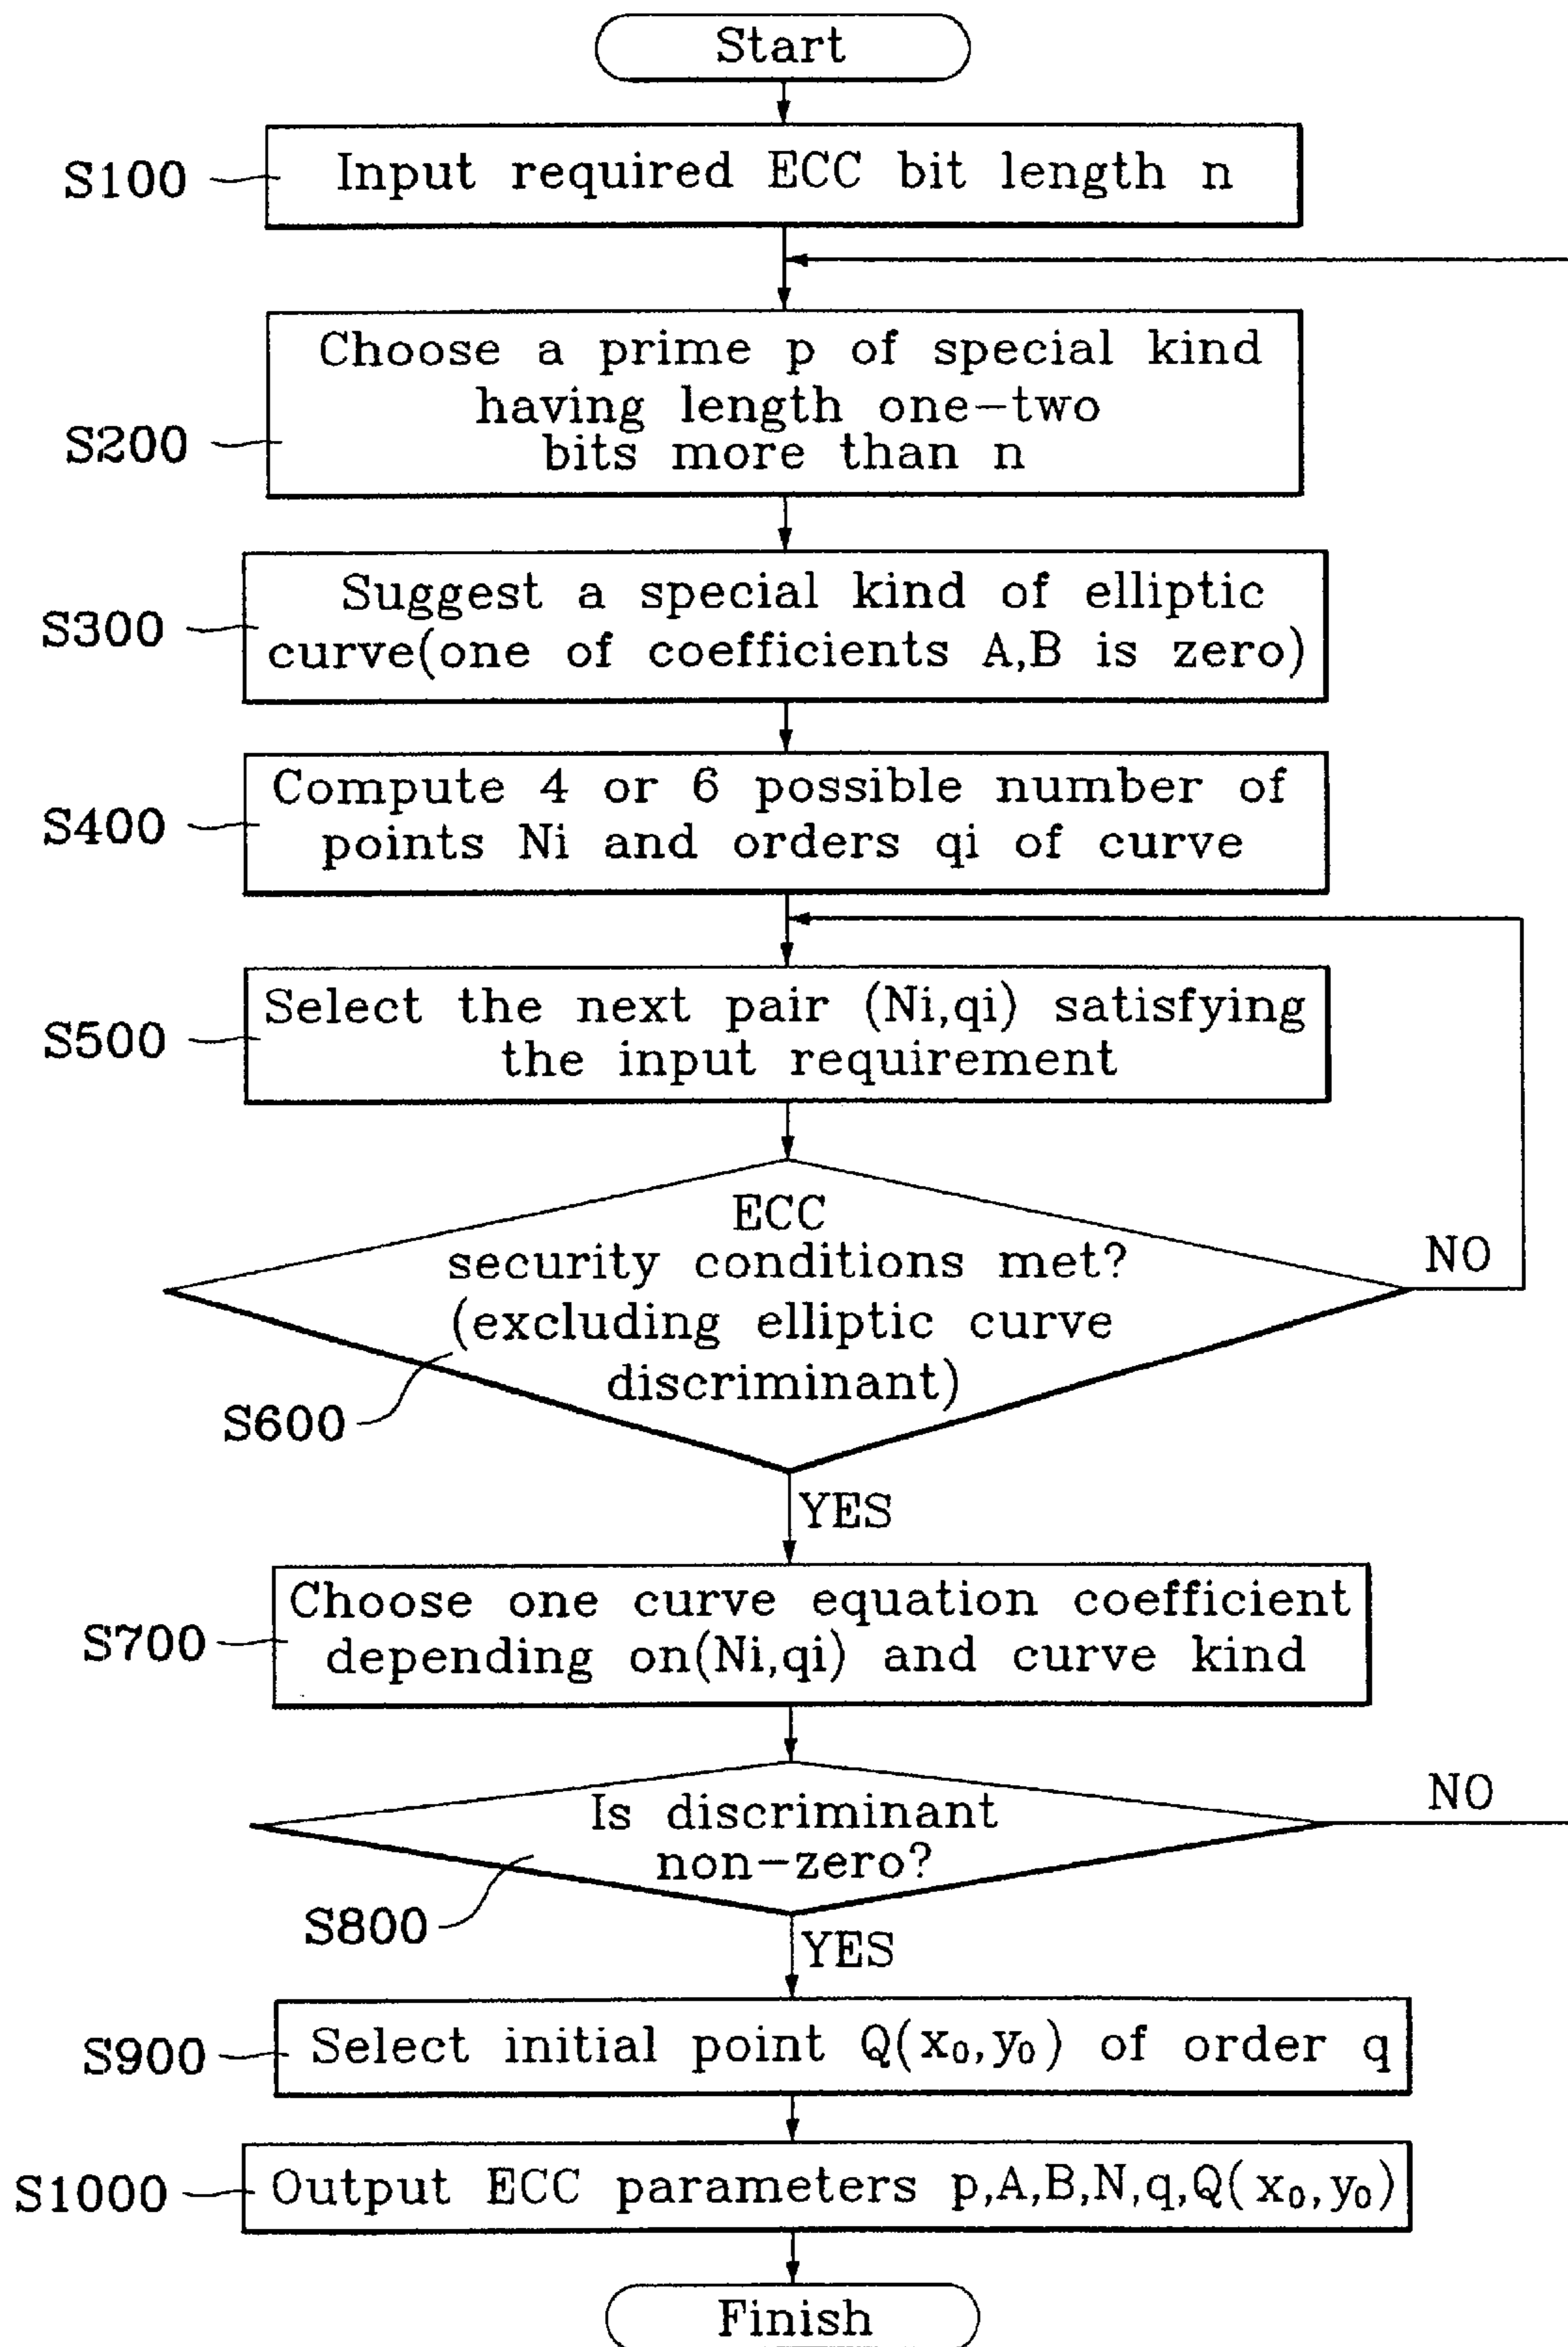 Start
S100
Input required ECC bit length n
Choose a prime p of special kind
having length one-two
S200
bits more than n
Suggest a special kind of elliptic
S300
curve(one of coefficients A,B is zero)
Compute 4 or 6 possible number of
S400
points Ni and orders qi of curve
Select the next pair (Ni,qi) satisfying
S500
the input requirement
ECC
security conditions met?
NO
(excluding elliptic curve
discriminant)
S600
YES
Choose one curve equation coefficient
S700
depending on(Ni,qi) and curve kind
NO
Is discriminant
non-zero?
S800
YES
S900
Select initial point Q(x₀,y₀) of order q
S1000
Output ECC parameters p,A,B,N,q,Q(x₀,y₀)
Finish